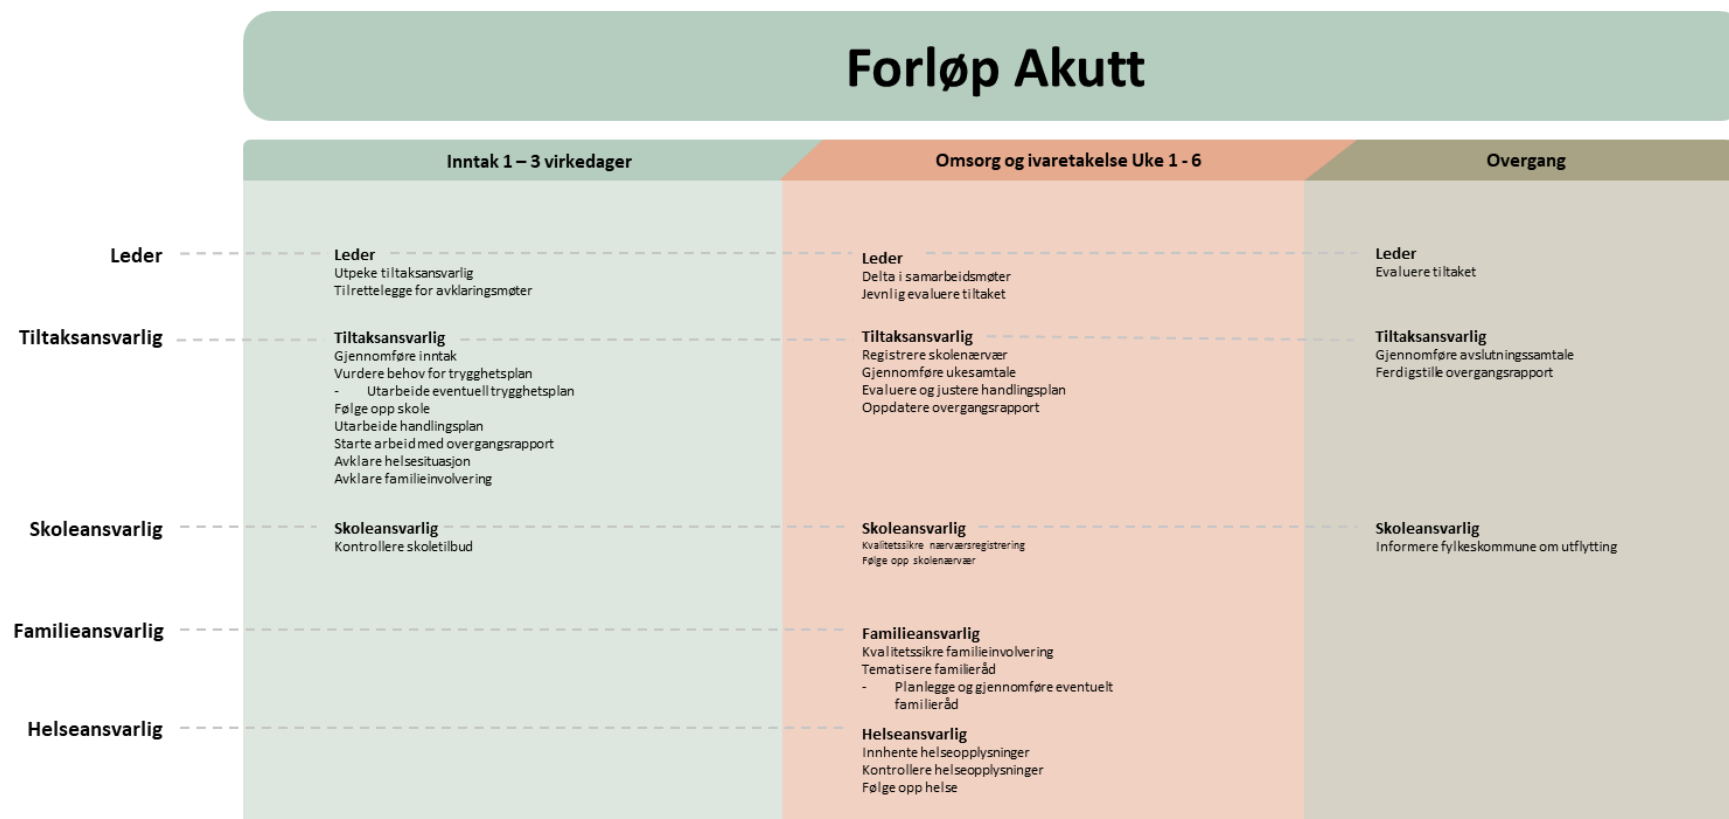 Forløp Akutt
Inntak 1 – 3 virkedager
Omsorg og ivaretakelse Uke 1 - 6
Overgang
Leder
Leder
Utpeke tiltaksansvarlig
Tilrettelegge for avklaringsmøter
Leder
Delta i samarbeidsmøter
Jevnlig evaluere tiltaket
Leder
Evaluere tiltaket
Tiltaksansvarlig
Tiltaksansvarlig
Gjennomføre inntak
Vurdere behov for trygghetsplan
- Utarbeide eventuell trygghetsplan
Følge opp skole
Utarbeide handlingsplan
Starte arbeid med overgangsrapport
Avklare helsesituasjon
Avklare familieinvolvering
Tiltaksansvarlig
Registrere skolenærvær
Gjennomføre ukesamtale
Evaluere og justere handlingsplan
Oppdatere overgangsrapport
Tiltaksansvarlig
Gjennomføre avslutningssamtale
Ferdigstille overgangsrapport
Skoleansvarlig
Skoleansvarlig
Kontrollere skoletilbud
Skoleansvarlig
Kvalitetssikre nærværsregistrering
Følge opp skolenærvær
Skoleansvarlig
Informere fylkeskommune om utflytting
Familieansvarlig
Familieansvarlig
Kvalitetssikre familieinvolvering
Tematisere familieråd
- Planlegge og gjennomføre eventuelt
familieråd
Helseansvarlig
Helseansvarlig
Innhente helseopplysninger
Kontrollere helseopplysninger
Følge opp helse